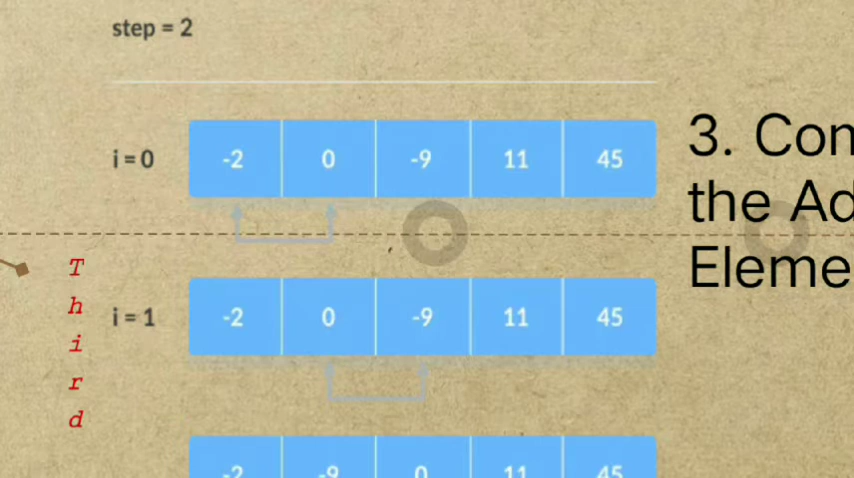 step = 2
i = 0
-2 0 -9 11 45
3. Con
the Ad
Eleme
Third
i = 1
-2 0 -9 11 45
-2 -9 0 11 45